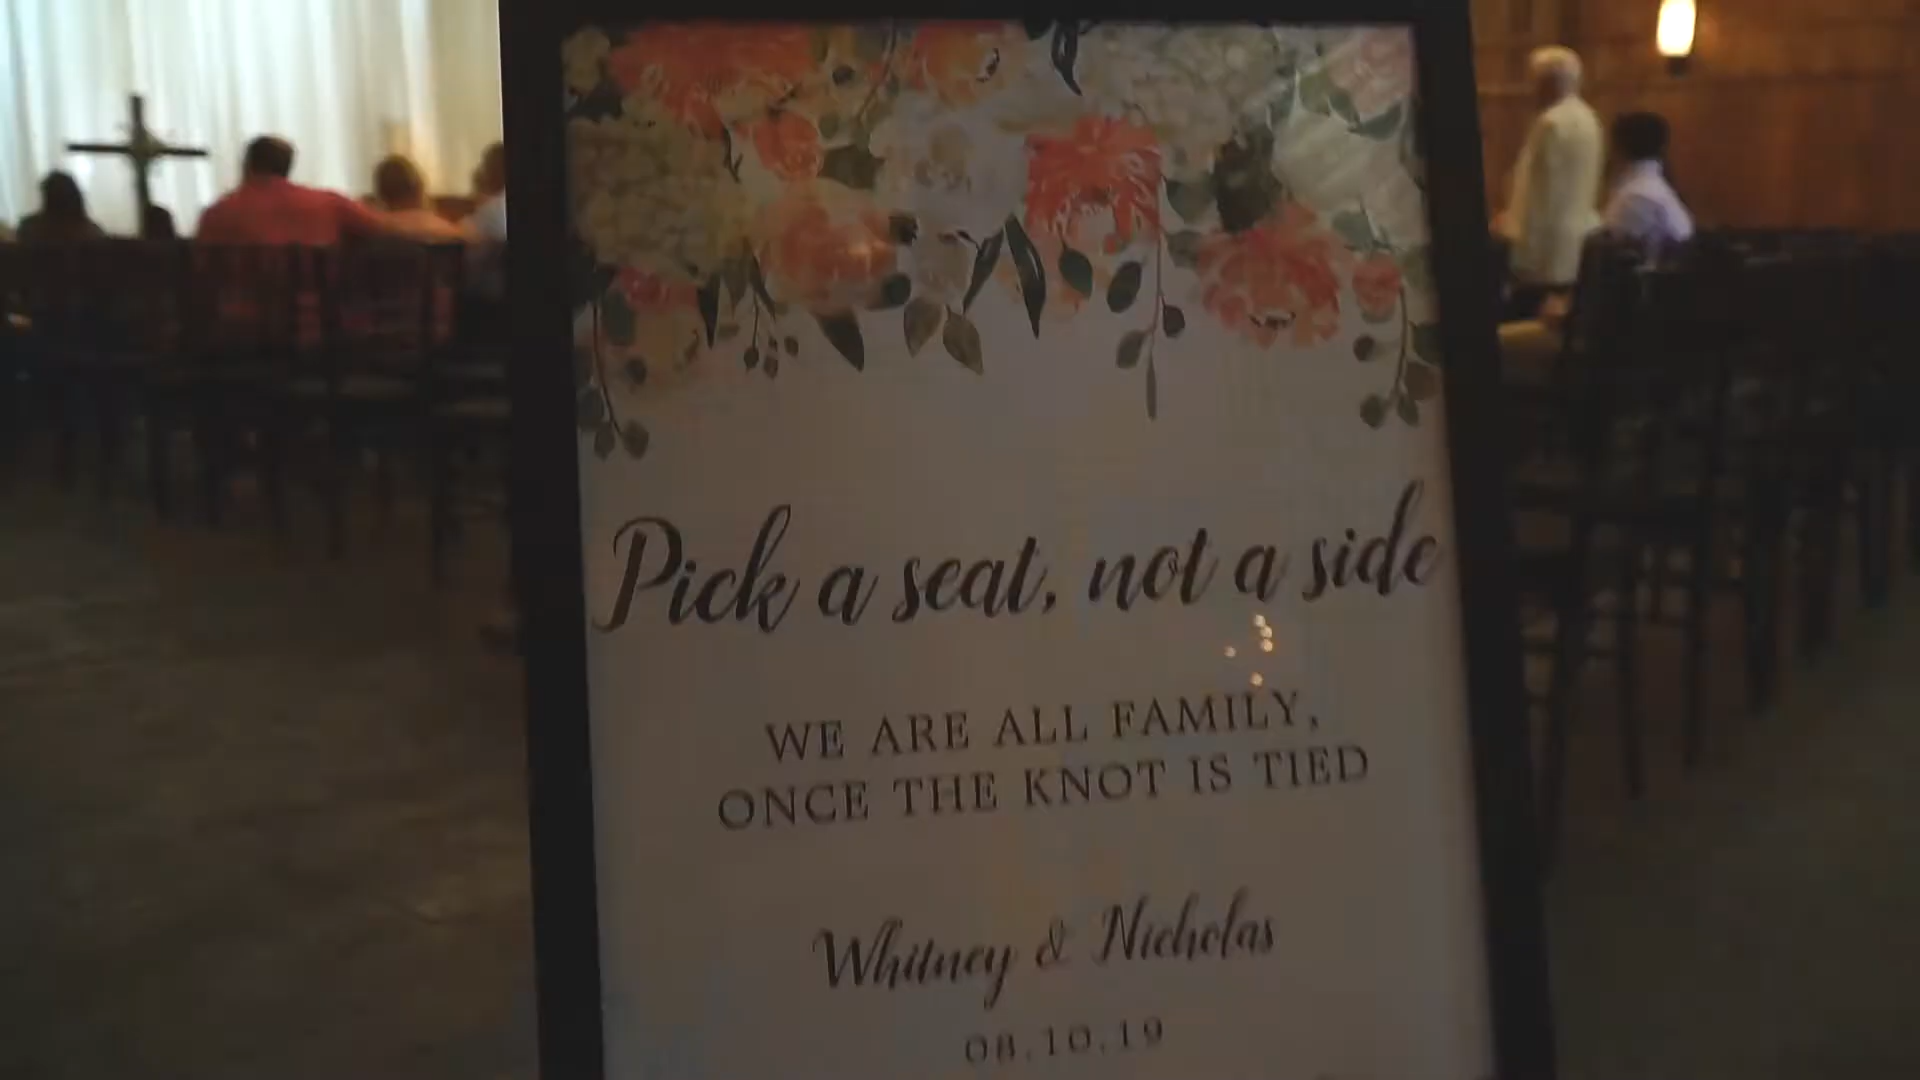 Pick a seat, not a side
WE ARE ALL FAMILY,
ONCE THE KNOT IS TIED
Whitney & Nicholas
08.10.19